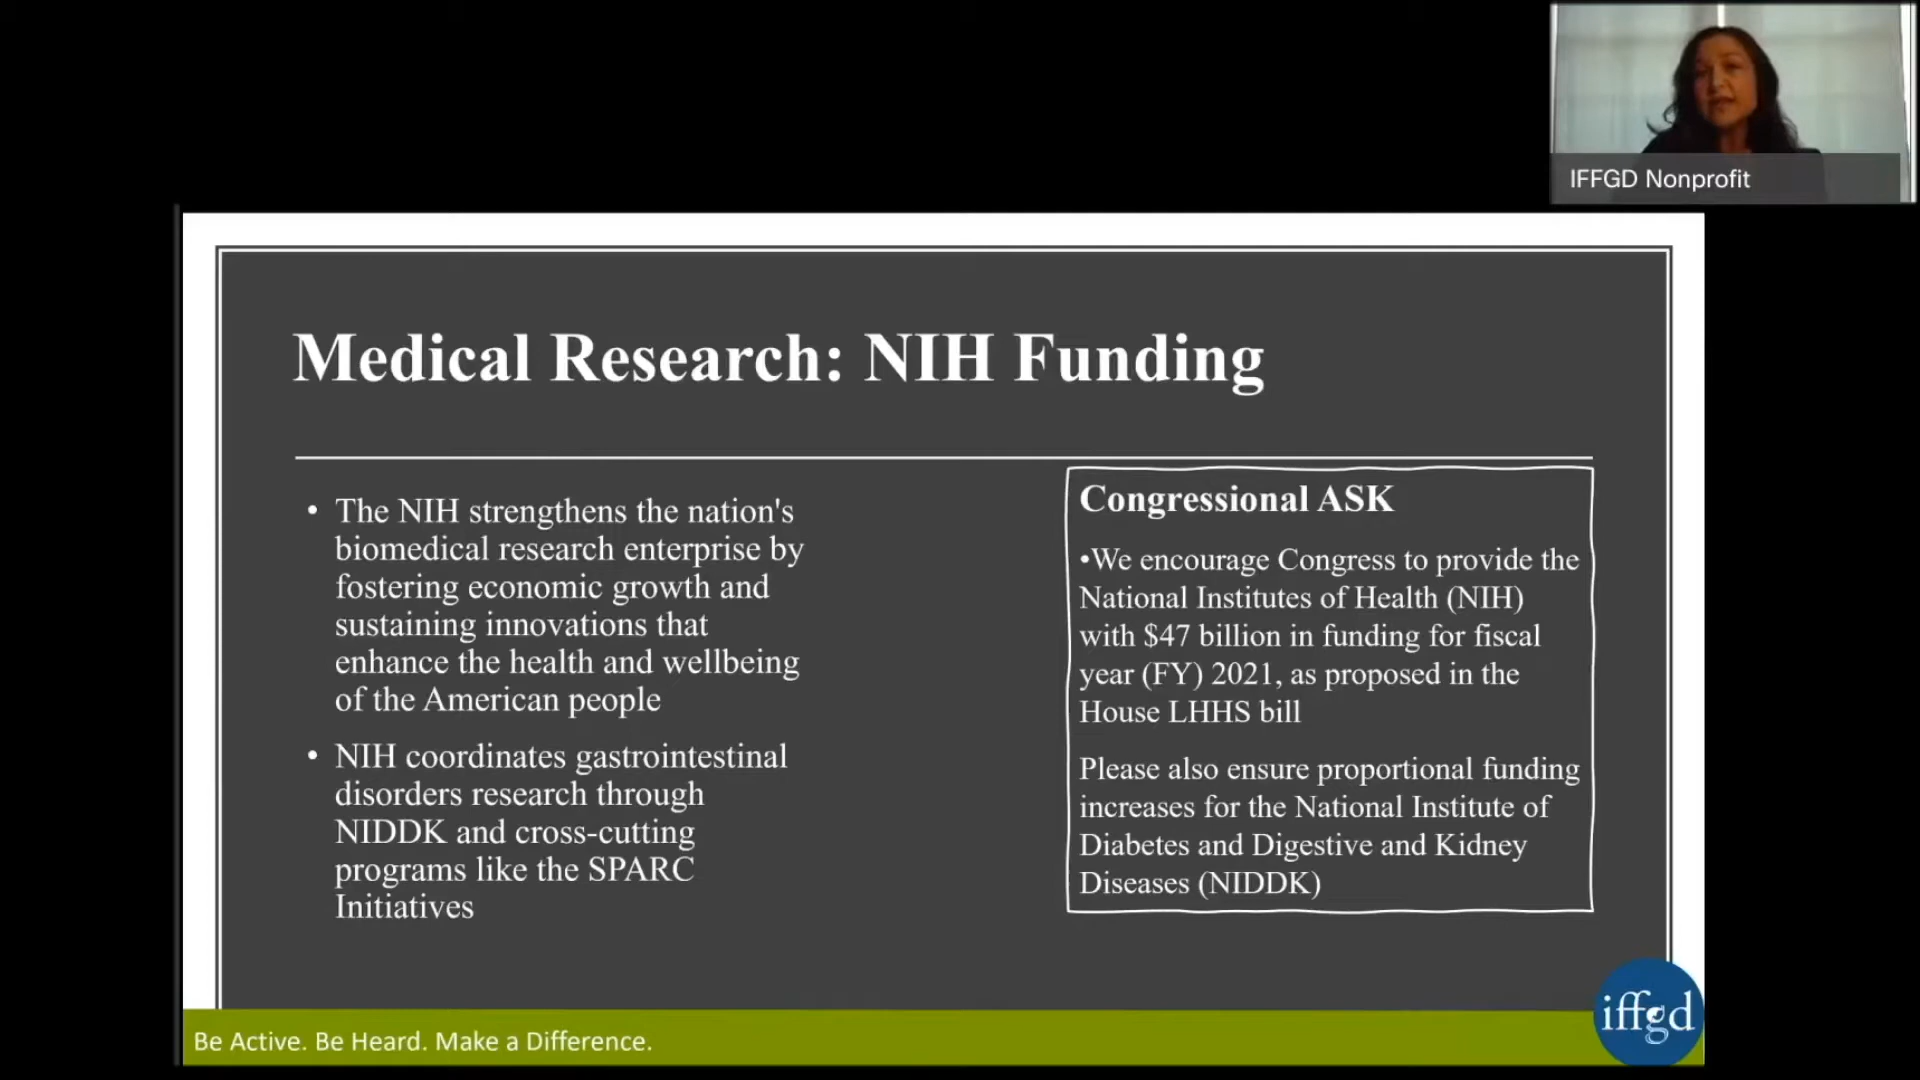 IFFGD Nonprofit
Medical Research: NIH Funding
• The NIH strengthens the nation's
biomedical research enterprise by
fostering economic growth and
sustaining innovations that
enhance the health and wellbeing
of the American people
• NIH coordinates gastrointestinal
disorders research through
NIDDK and cross-cutting
programs like the SPARC
Initiatives
Congressional ASK
•We encourage Congress to provide the
National Institutes of Health (NIH)
with $47 billion in funding for fiscal
year (FY) 2021, as proposed in the
House LHHS bill
Please also ensure proportional funding
increases for the National Institute of
Diabetes and Digestive and Kidney
Diseases (NIDDK)
Be Active. Be Heard. Make a Difference.
iffgd